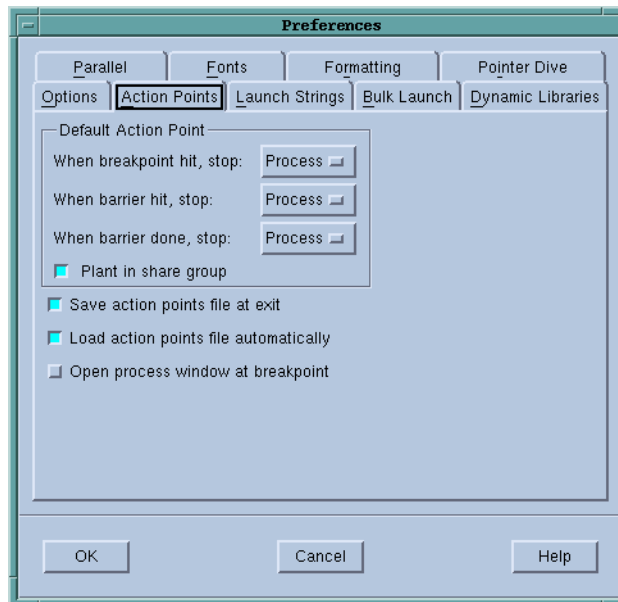 Preferences
Parallel Fonts Formatting Pointer Dive
Options Action Points Launch Strings Bulk Launch Dynamic Libraries
Default Action Point
When breakpoint hit, stop: Process
When barrier hit, stop: Process
When barrier done, stop: Process
Plant in share group
Save action points file at exit
Load action points file automatically
Open process window at breakpoint
OK Cancel Help